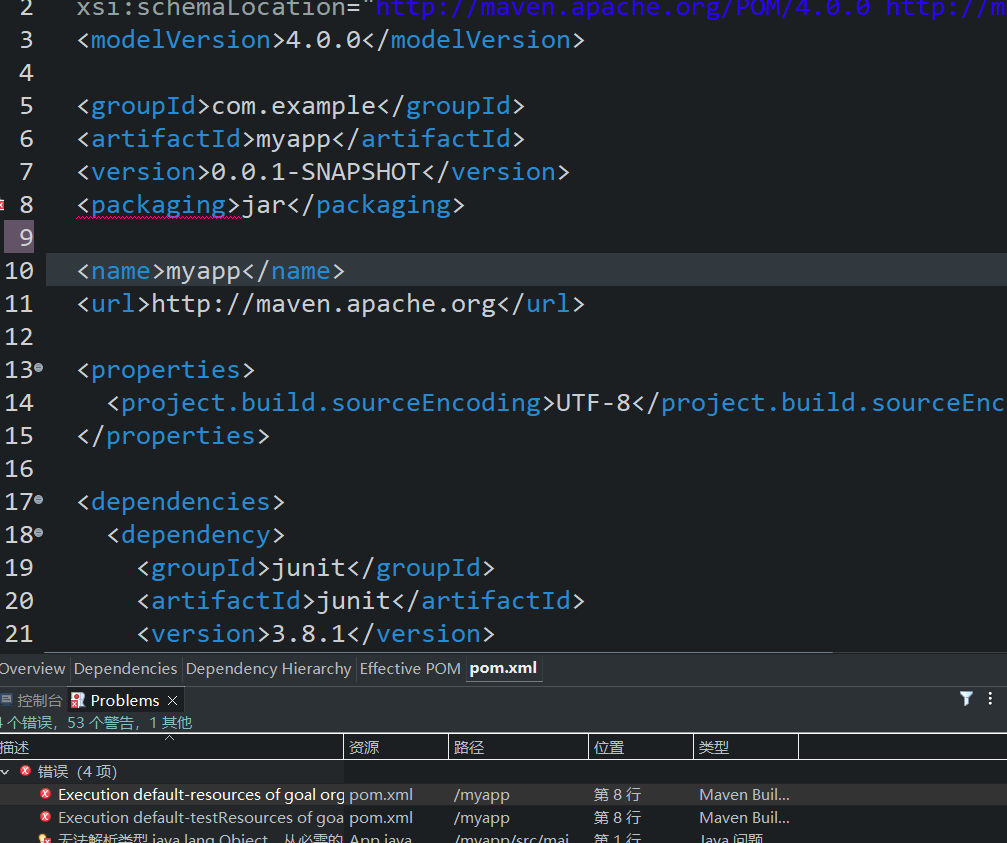 2 xsi:schemaLocation="http://maven.apache.org/POM/4.0.0 http://m
3 <modelVersion>4.0.0</modelVersion>
4
5 <groupId>com.example</groupId>
6 <artifactId>myapp</artifactId>
7 <version>0.0.1-SNAPSHOT</version>
8 <packaging>jar</packaging>
9
10 <name>myapp</name>
11 <url>http://maven.apache.org</url>
12
13 <properties>
14 <project.build.sourceEncoding>UTF-8</project.build.sourceEnc
15 </properties>
16
17 <dependencies>
18 <dependency>
19 <groupId>junit</groupId>
20 <artifactId>junit</artifactId>
21 <version>3.8.1</version>
Overview Dependencies Dependency Hierarchy Effective POM pom.xml
控制台 Problems
4 个错误，53 个警告，1 其他
描述 资源 路径 位置 类型
错误（4 项）
Execution default-resources of goal org pom.xml /myapp 第 8 行 Maven Buil...
Execution default-testResources of goa pom.xml /myapp 第 8 行 Maven Buil...
无法解析类型 java.lang.Object。从必需的 App.java /myapp/src/mai 第 1 行 Java 问题